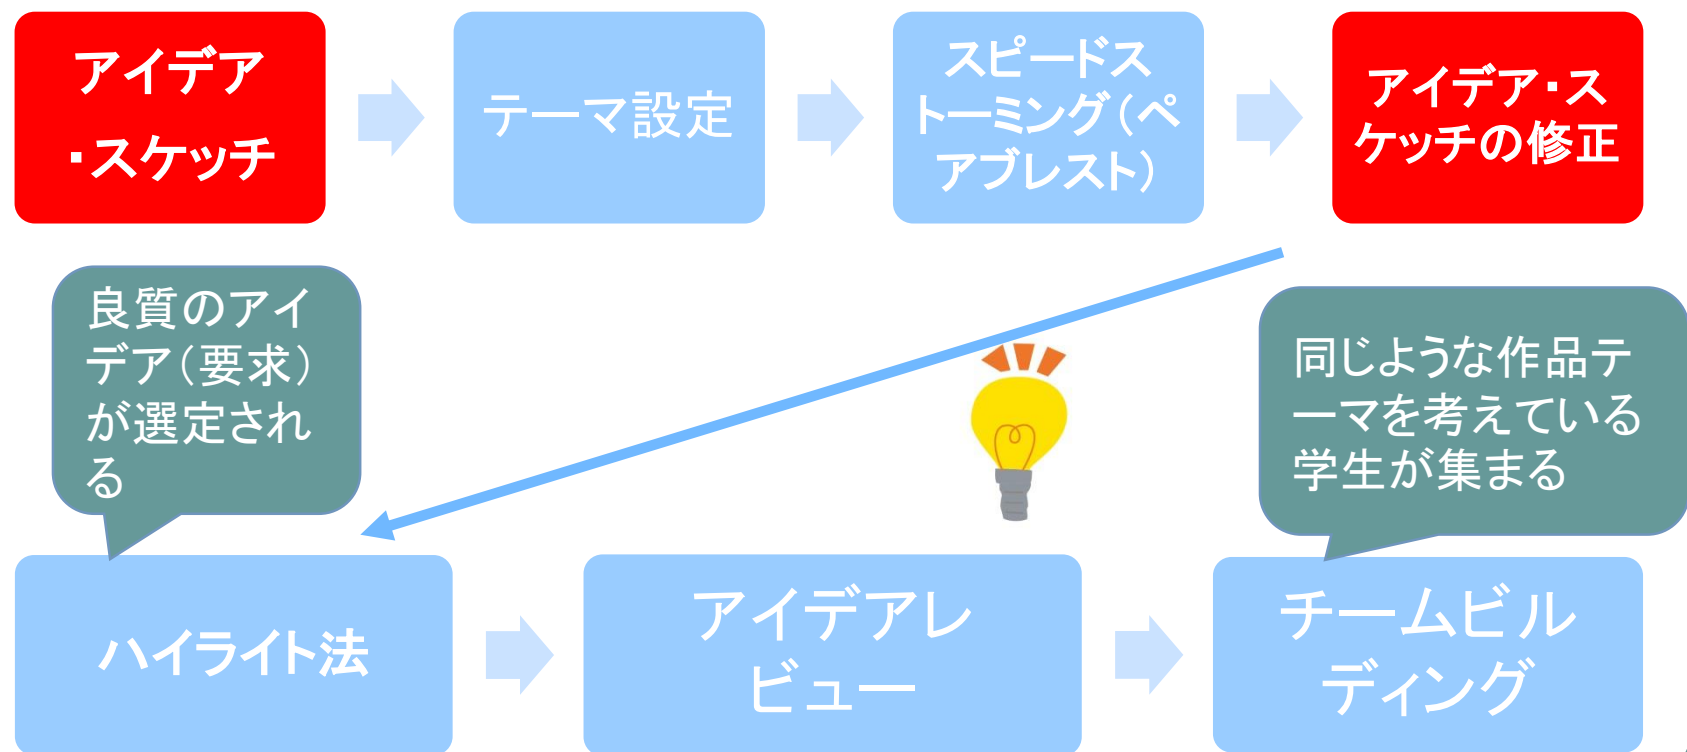 アイデア
・スケッチ
テーマ設定
スピードス
トーミング(ペ
アブレスト)
アイデア・ス
ケッチの修正
良質のアイ
デア(要求)
が選定され
る
同じような作品テ
ーマを考えている
学生が集まる
ハイライト法
アイデアレ
ビュー
チームビル
ディング